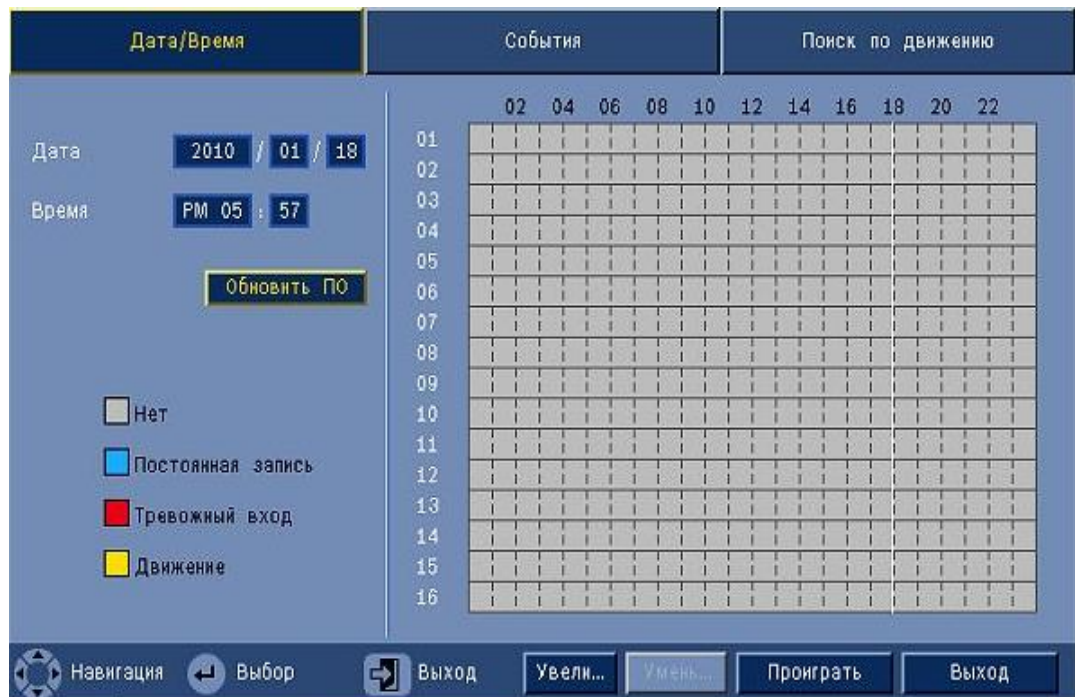 Дата/Время События Поиск по движению
02 04 06 08 10 12 14 16 18 20 22
01
Дата 2010 / 01 / 18
02
03
Время PM 05 : 57
04
05
Обновить ПО
06
07
08
09
Нет
10
11
Постоянная запись
12
13
Тревожный вход
14
15
Движение
16
Навигация Выбор Выход Увели... Умень... Проиграть Выход